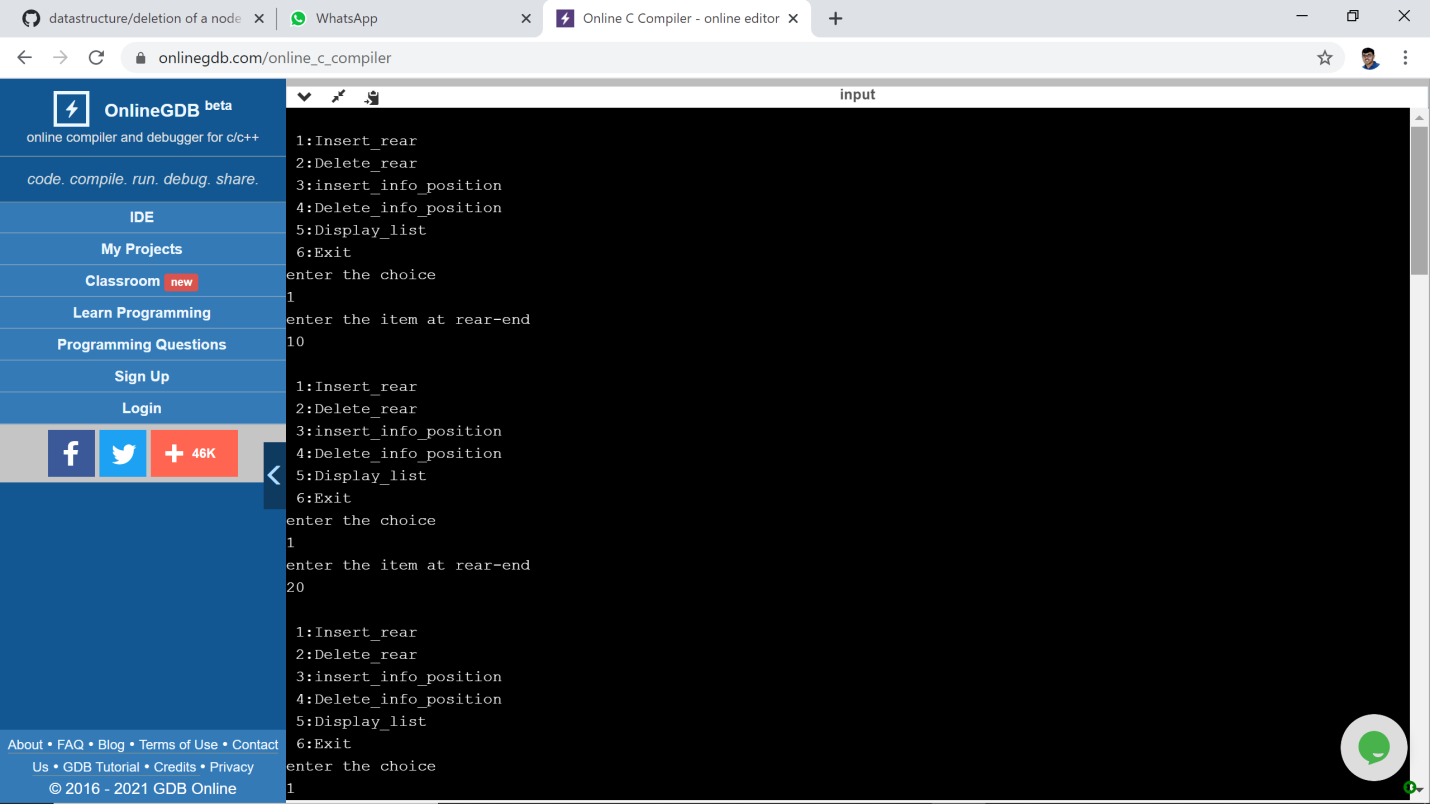 datastructure/deletion of a node
WhatsApp
Online C Compiler - online editor
onlinegdb.com/online_c_compiler
OnlineGDB beta
online compiler and debugger for c/c++
code. compile. run. debug. share.
IDE
My Projects
Classroom new
Learn Programming
Programming Questions
Sign Up
Login
46K
About • FAQ • Blog • Terms of Use • Contact
Us • GDB Tutorial • Credits • Privacy
© 2016 - 2021 GDB Online
input
1:Insert_rear
2:Delete_rear
3:insert_info_position
4:Delete_info_position
5:Display_list
6:Exit
enter the choice
1
enter the item at rear-end
10
1:Insert_rear
2:Delete_rear
3:insert_info_position
4:Delete_info_position
5:Display_list
6:Exit
enter the choice
1
enter the item at rear-end
20
1:Insert_rear
2:Delete_rear
3:insert_info_position
4:Delete_info_position
5:Display_list
6:Exit
enter the choice
1